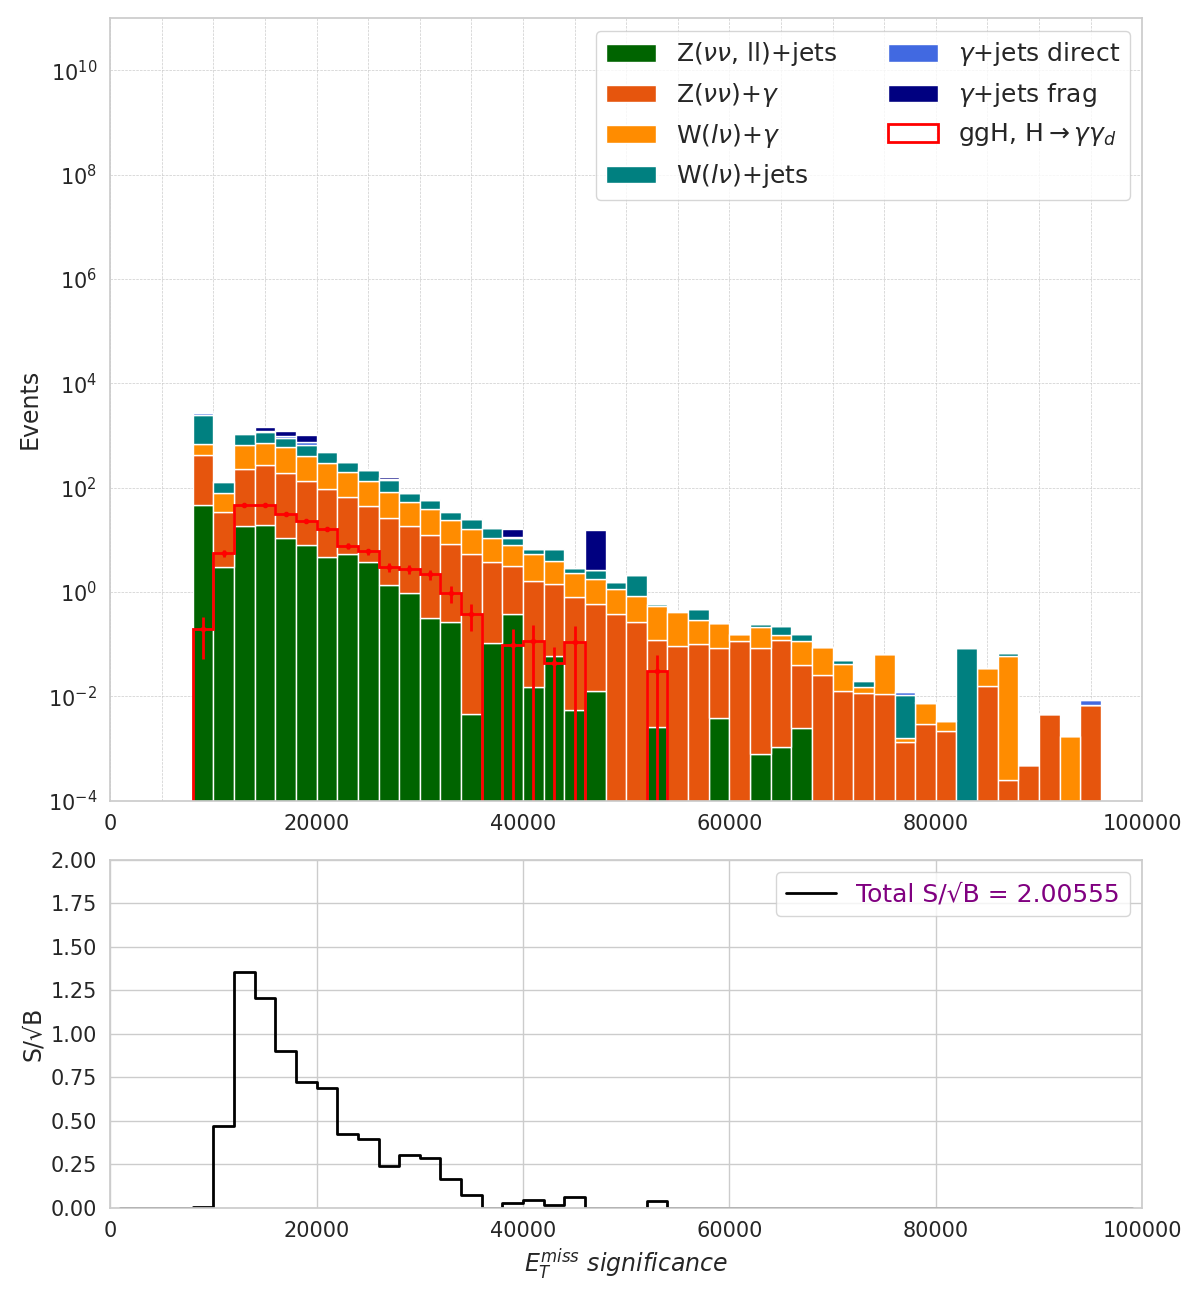 Z(νν, ll)+jets
Z(νν)+γ
W(lν)+γ
W(lν)+jets
γ+jets direct
γ+jets frag
ggH, H→γγ_d
Events
10^10
10^8
10^6
10^4
10^2
10^0
10^−2
10^−4
0 20000 40000 60000 80000 100000
Total S/√B = 2.00555
S/√B
2.00
1.75
1.50
1.25
1.00
0.75
0.50
0.25
0.00
0 20000 40000 60000 80000 100000
E_T^miss significance